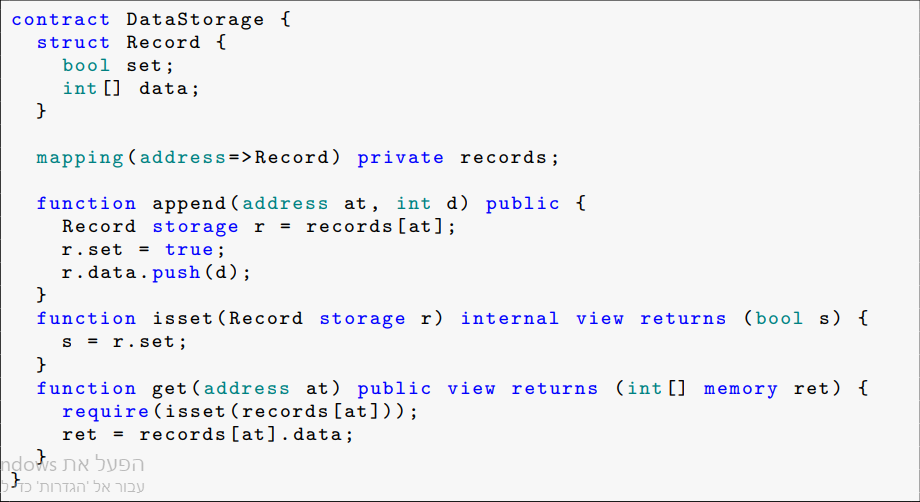 contract DataStorage {
  struct Record {
    bool set;
    int[] data;
  }

  mapping(address=>Record) private records;

  function append(address at, int d) public {
    Record storage r = records[at];
    r.set = true;
    r.data.push(d);
  }
  function isset(Record storage r) internal view returns (bool s) {
    s = r.set;
  }
  function get(address at) public view returns (int[] memory ret) {
    require(isset(records[at]));
    ret = records[at].data;
  }
הפעל את ndows
}
עבור אל 'הגדרות' כדי ל